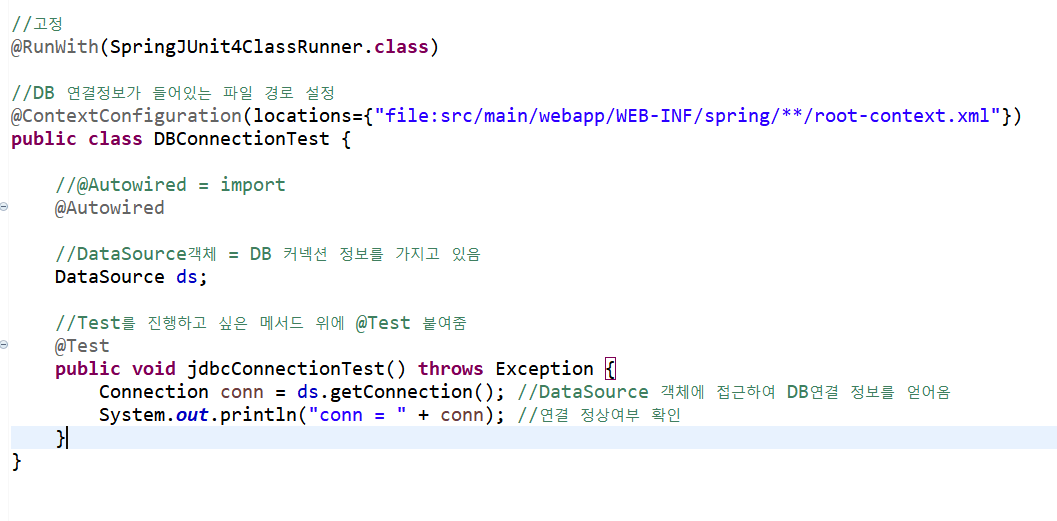 //고정
@RunWith(SpringJUnit4ClassRunner.class)
//DB 연결정보가 들어있는 파일 경로 설정
@ContextConfiguration(locations={"file:src/main/webapp/WEB-INF/spring/**/root-context.xml"})
public class DBConnectionTest {
//@Autowired = import
@Autowired
//DataSource객체 = DB 커넥션 정보를 가지고 있음
DataSource ds;
//Test를 진행하고 싶은 메서드 위에 @Test 붙여줌
@Test
public void jdbcConnectionTest() throws Exception {
Connection conn = ds.getConnection(); //DataSource 객체에 접근하여 DB연결 정보를 얻어옴
System.out.println("conn = " + conn); //연결 정상여부 확인
}
}